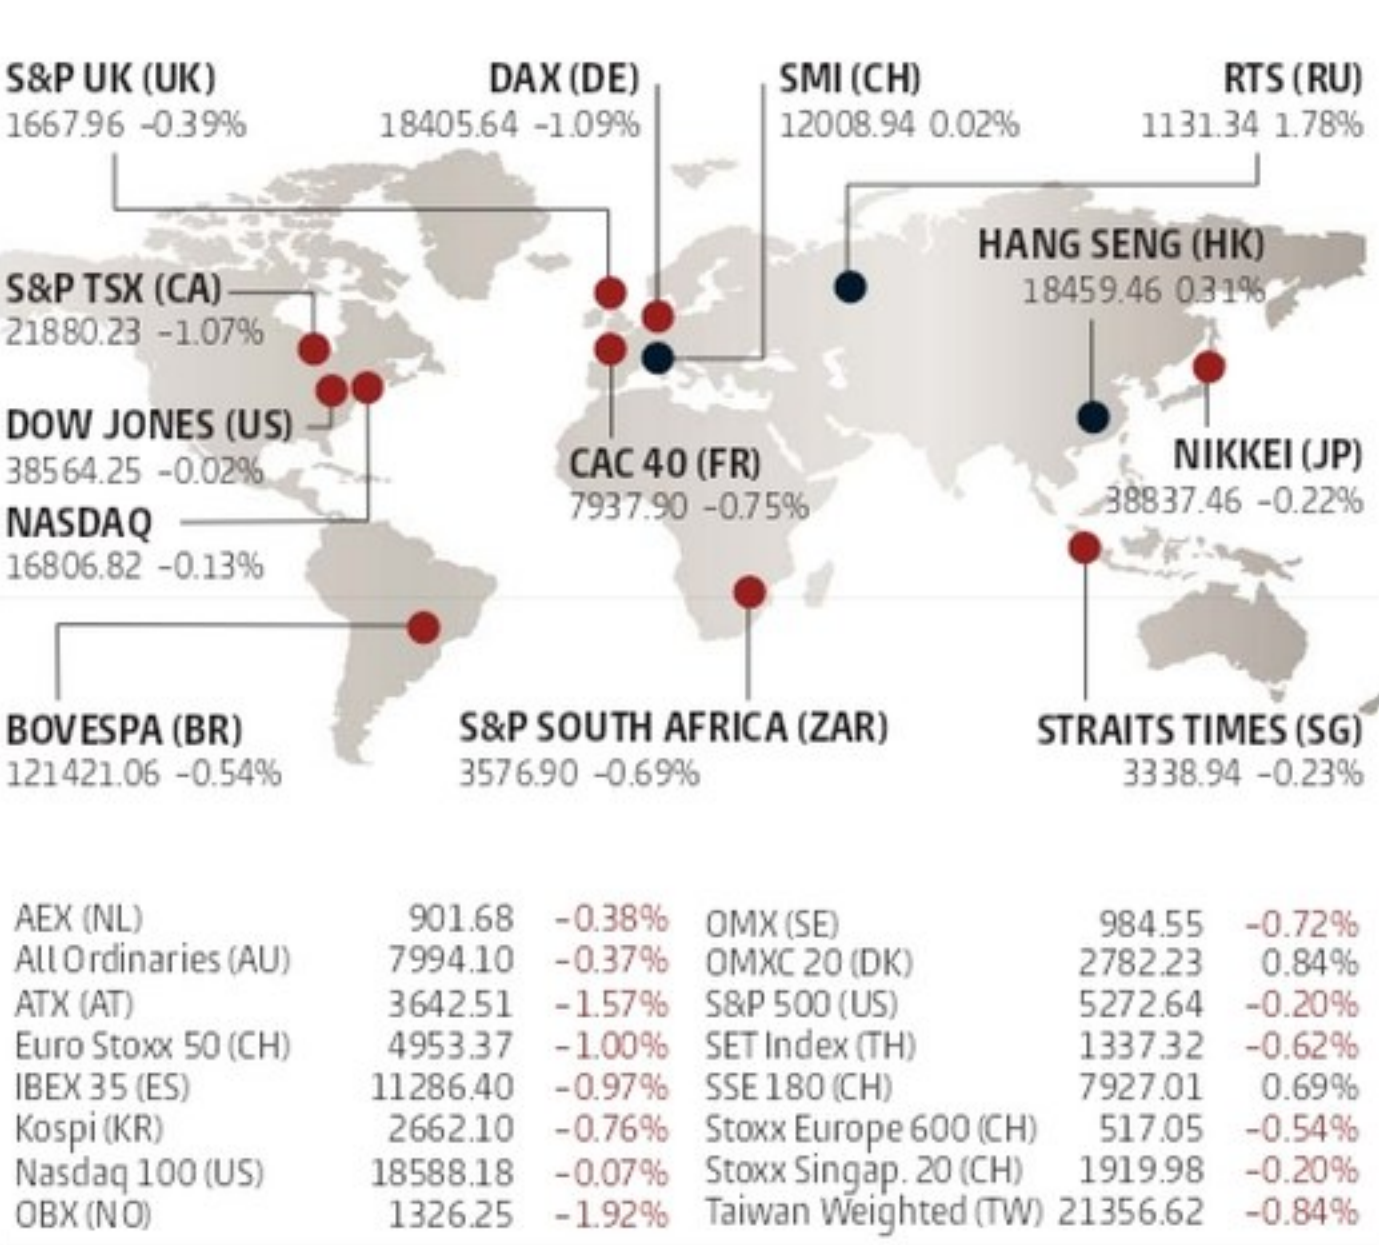 S&P UK (UK)
1667.96 -0.39%
DAX (DE)
18405.64 -1.09%
SMI (CH)
12008.94 0.02%
RTS (RU)
1131.34 1.78%
HANG SENG (HK)
18459.46 0.31%
S&P TSX (CA)
21880.23 -1.07%
DOW JONES (US)
38564.25 -0.02%
NASDAQ
16806.82 -0.13%
CAC 40 (FR)
7937.90 -0.75%
NIKKEI (JP)
38837.46 -0.22%
BOVESPA (BR)
121421.06 -0.54%
S&P SOUTH AFRICA (ZAR)
3576.90 -0.69%
STRAITS TIMES (SG)
3338.94 -0.23%
AEX (NL) 901.68 -0.38%
All Ordinaries (AU) 7994.10 -0.37%
ATX (AT) 3642.51 -1.57%
Euro Stoxx 50 (CH) 4953.37 -1.00%
IBEX 35 (ES) 11286.40 -0.97%
Kospi (KR) 2662.10 -0.76%
Nasdaq 100 (US) 18588.18 -0.07%
OBX (NO) 1326.25 -1.92%
OMX (SE) 984.55 -0.72%
OMXC 20 (DK) 2782.23 0.84%
S&P 500 (US) 5272.64 -0.20%
SET Index (TH) 1337.32 -0.62%
SSE 180 (CH) 7927.01 0.69%
Stoxx Europe 600 (CH) 517.05 -0.54%
Stoxx Singap. 20 (CH) 1919.98 -0.20%
Taiwan Weighted (TW) 21356.62 -0.84%